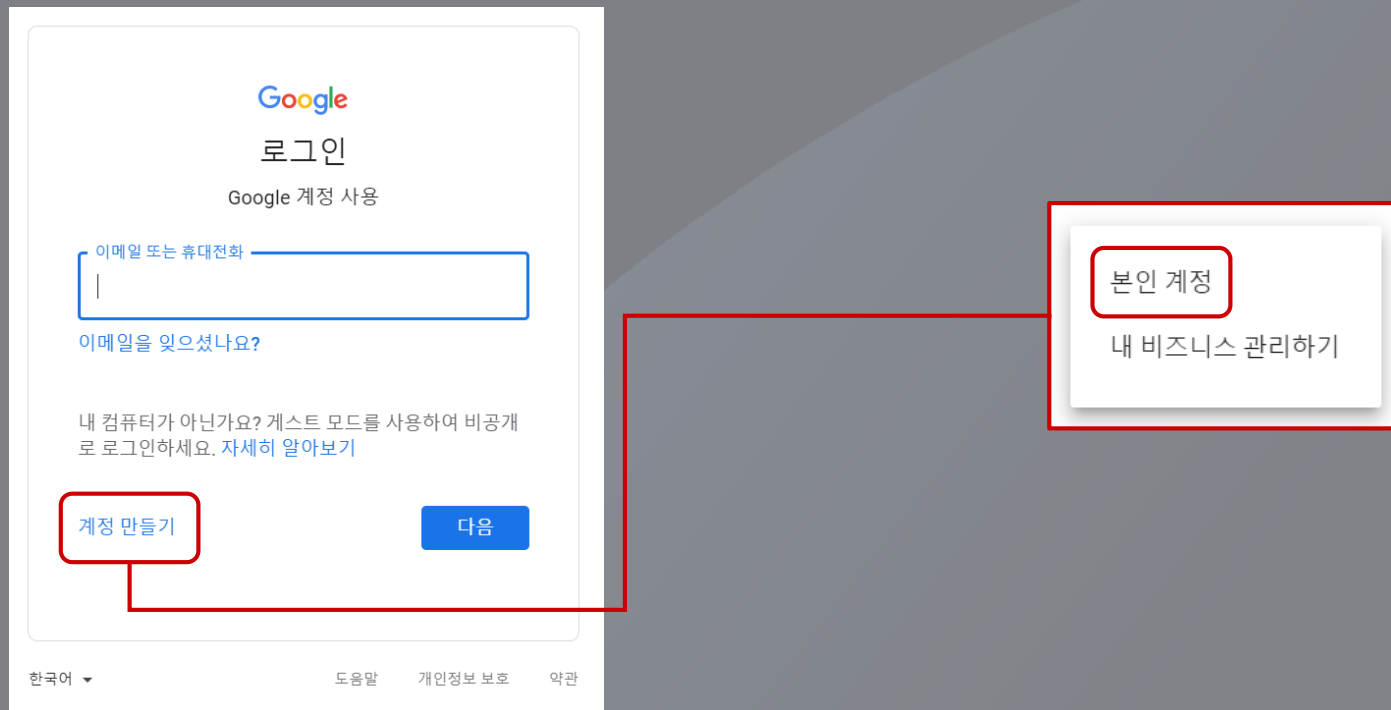 Google
로그인
Google 계정 사용
이메일 또는 휴대전화
이메일을 잊으셨나요?
내 컴퓨터가 아닌가요? 게스트 모드를 사용하여 비공개
로 로그인하세요. 자세히 알아보기
계정 만들기
다음
한국어
도움말
개인정보 보호
약관
본인 계정
내 비즈니스 관리하기